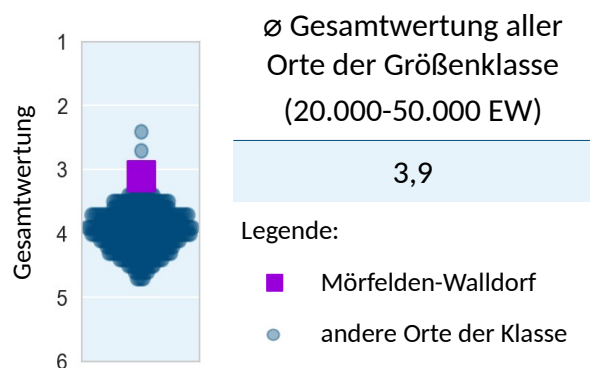 Gesamtwertung
1
2
3
4
5
6
ø Gesamtwertung aller
Orte der Größenklasse
(20.000-50.000 EW)
3,9
Legende:
Mörfelden-Walldorf
andere Orte der Klasse